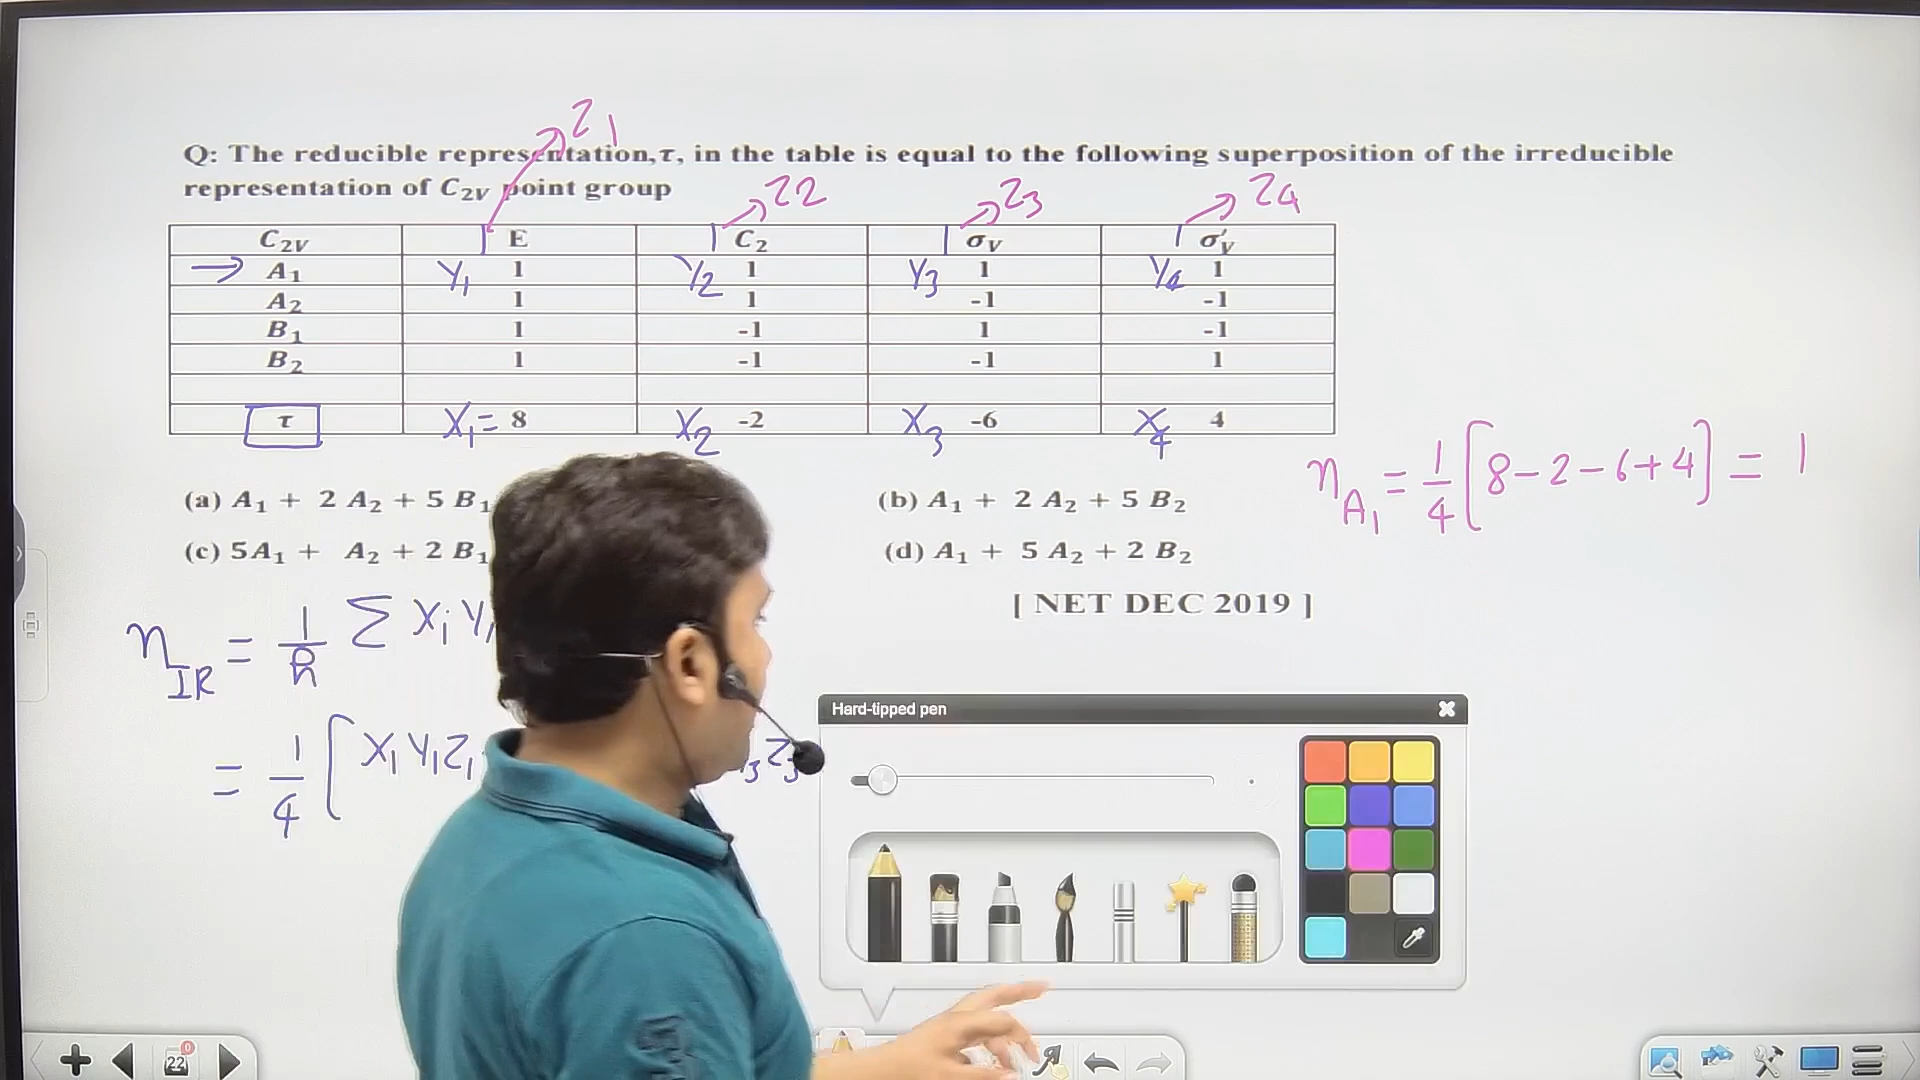 Z1
Q: The reducible representation,τ, in the table is equal to the following superposition of the irreducible
representation of C2V point group
Z2 Z3 Z4
C2V E C2 σV σ'V
→ A1 Y1 1 Y2 1 Y3 1 Y4 1
A2 1 1 -1 -1
B1 1 -1 1 -1
B2 1 -1 -1 1
τ X1= 8 X2 -2 X3 -6 X4 4
ηA1 = 1/4 [8-2-6+4] = 1
(a) A1 + 2 A2 + 5 B1 (b) A1 + 2 A2 + 5 B2
(c) 5A1 + A2 + 2 B1 (d) A1 + 5 A2 + 2 B2
[ NET DEC 2019 ]
ηIR = 1/h Σ Xi Yi
= 1/4 [ X1 Y1 Z1 3 Z3
Hard-tipped pen
0
22